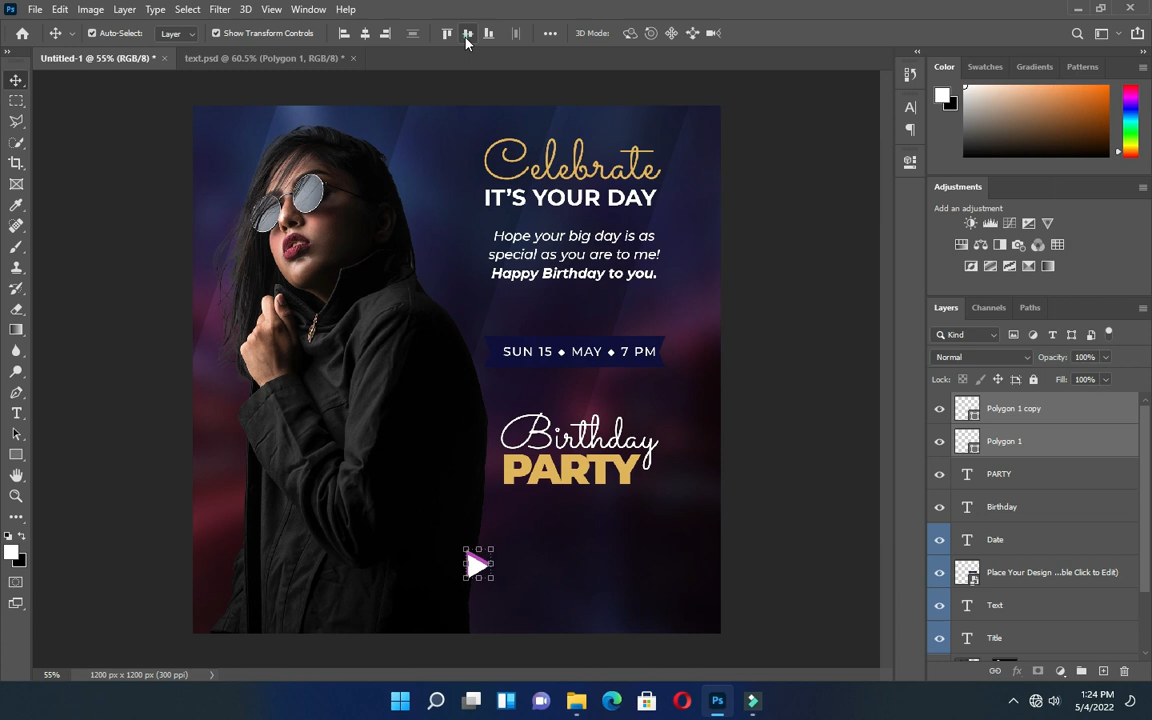 Ps File Edit Image Layer Type Select Filter 3D View Window Help
Auto-Select: Layer Show Transform Controls 3D Mode:
Untitled-1 @ 55% (RGB/8) * text.psd @ 60.5% (Polygon 1, RGB/8) *
Color Swatches Gradients Patterns
Celebrate
IT'S YOUR DAY
Hope your big day is as
special as you are to me!
Happy Birthday to you.
SUN 15 ◆ MAY ◆ 7 PM
Birthday
PARTY
Adjustments
Add an adjustment
Layers Channels Paths
Kind
Normal Opacity: 100%
Lock: Fill: 100%
Polygon 1 copy
Polygon 1
T PARTY
T Birthday
T Date
Place Your Design ...ble Click to Edit)
T Text
T Title
55% 1200 px x 1200 px (300 ppi)
fx
Ps
1:24 PM
5/4/2022